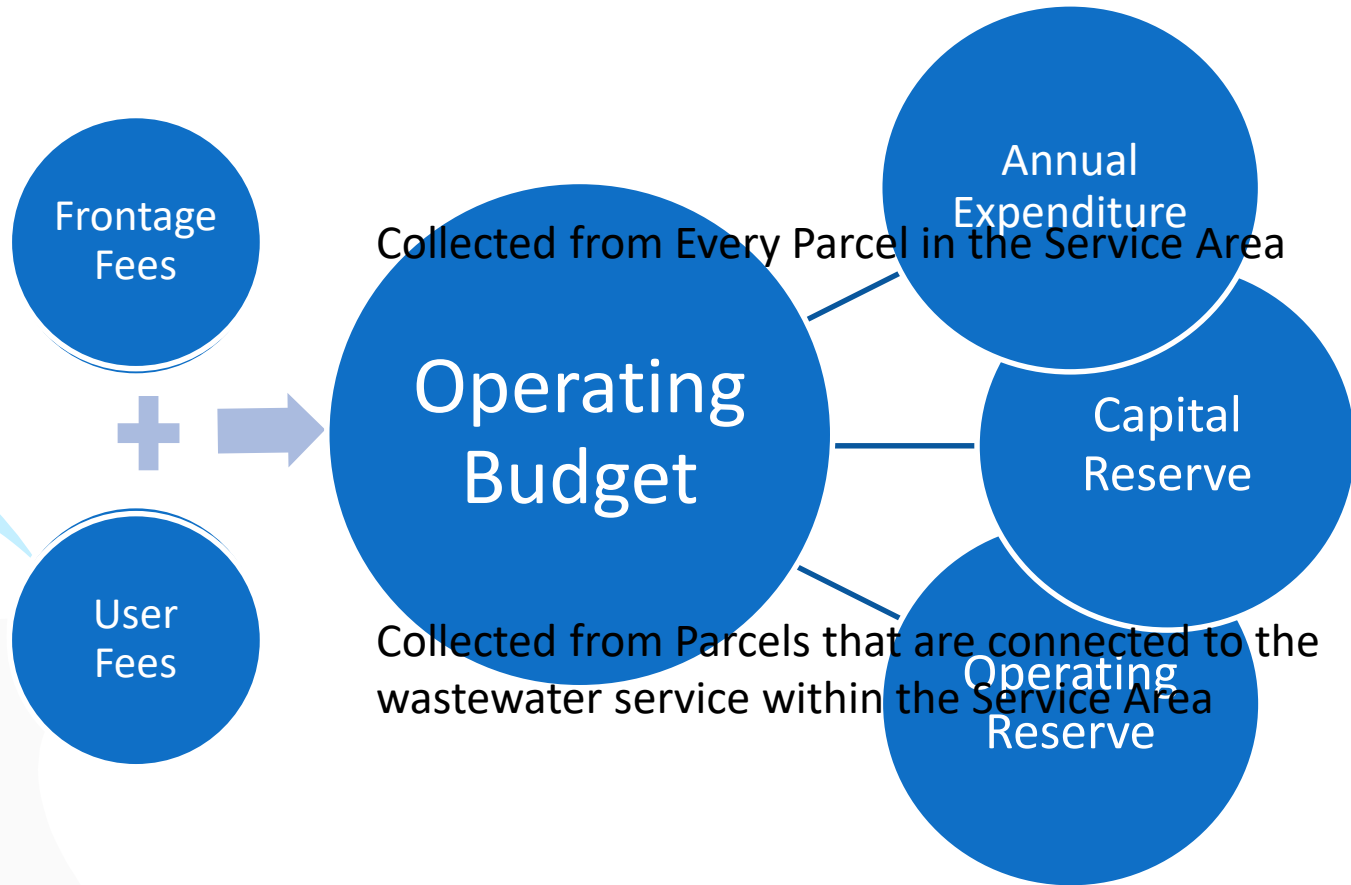 Frontage
Fees
Collected from Every Parcel in the Service Area
User
Fees
Collected from Parcels that are connected to the
wastewater service within the Service Area
Operating
Budget
Annual
Expenditure
Capital
Reserve
Operating
Reserve